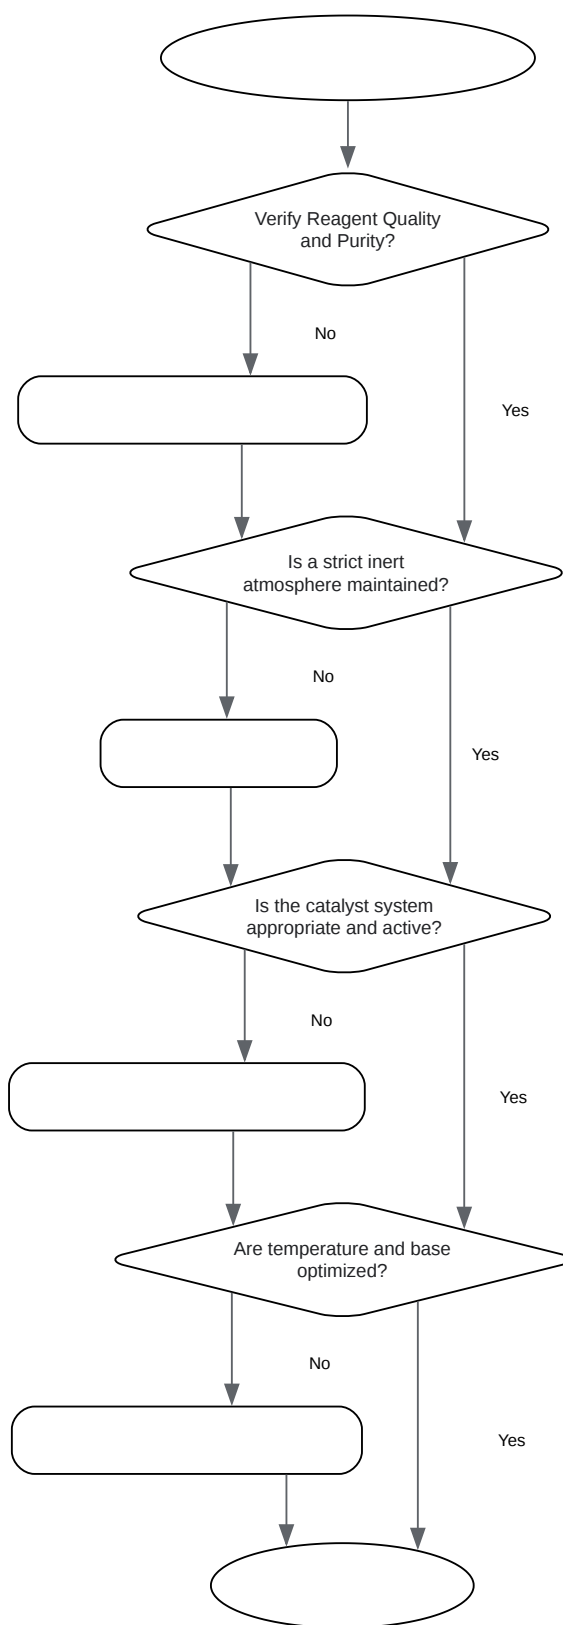 Verify Reagent Quality
and Purity?
No
Yes
Is a strict inert
atmosphere maintained?
No
Yes
Is the catalyst system
appropriate and active?
No
Yes
Are temperature and base
optimized?
No
Yes